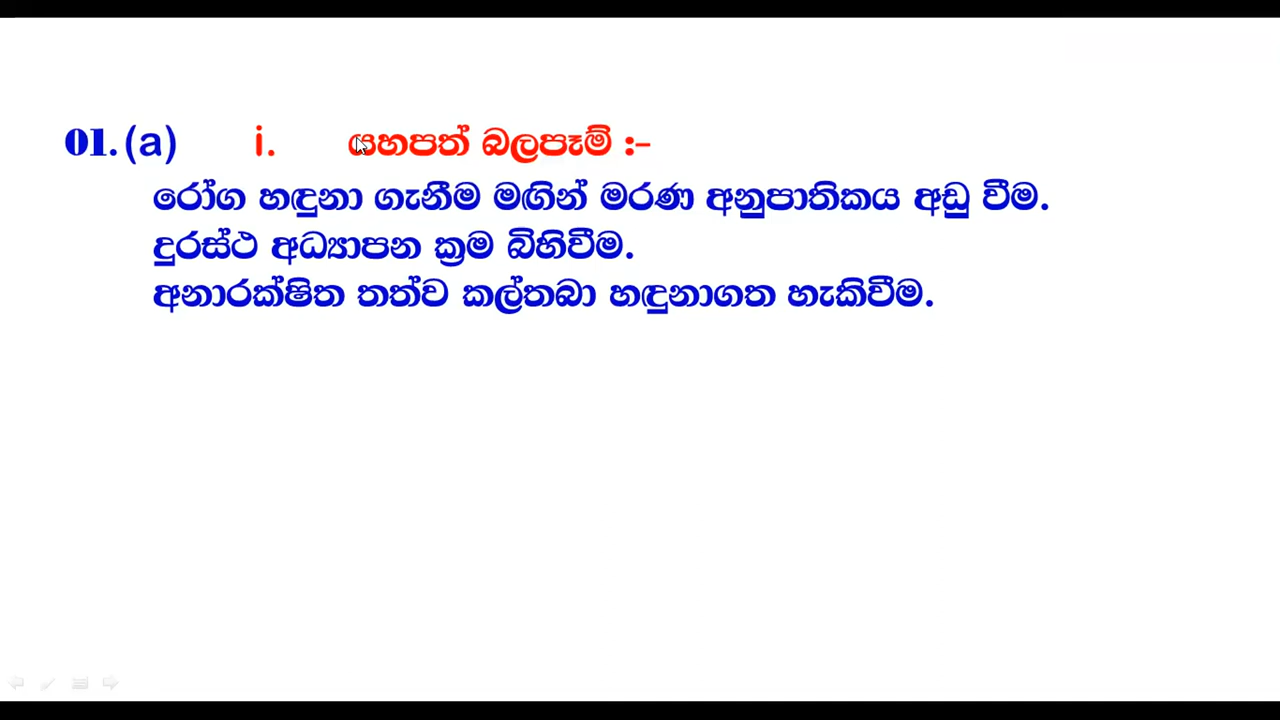 01.(a) i. යහපත් බලපෑම් :-
රෝග හඳුනා ගැනීම මඟින් මරණ අනුපාතිකය අඩු වීම.
දුරස්ථ අධ්‍යාපන ක්‍රම බිහිවීම.
අනාරක්ෂිත තත්ව කල්තබා හඳුනාගත හැකිවීම.